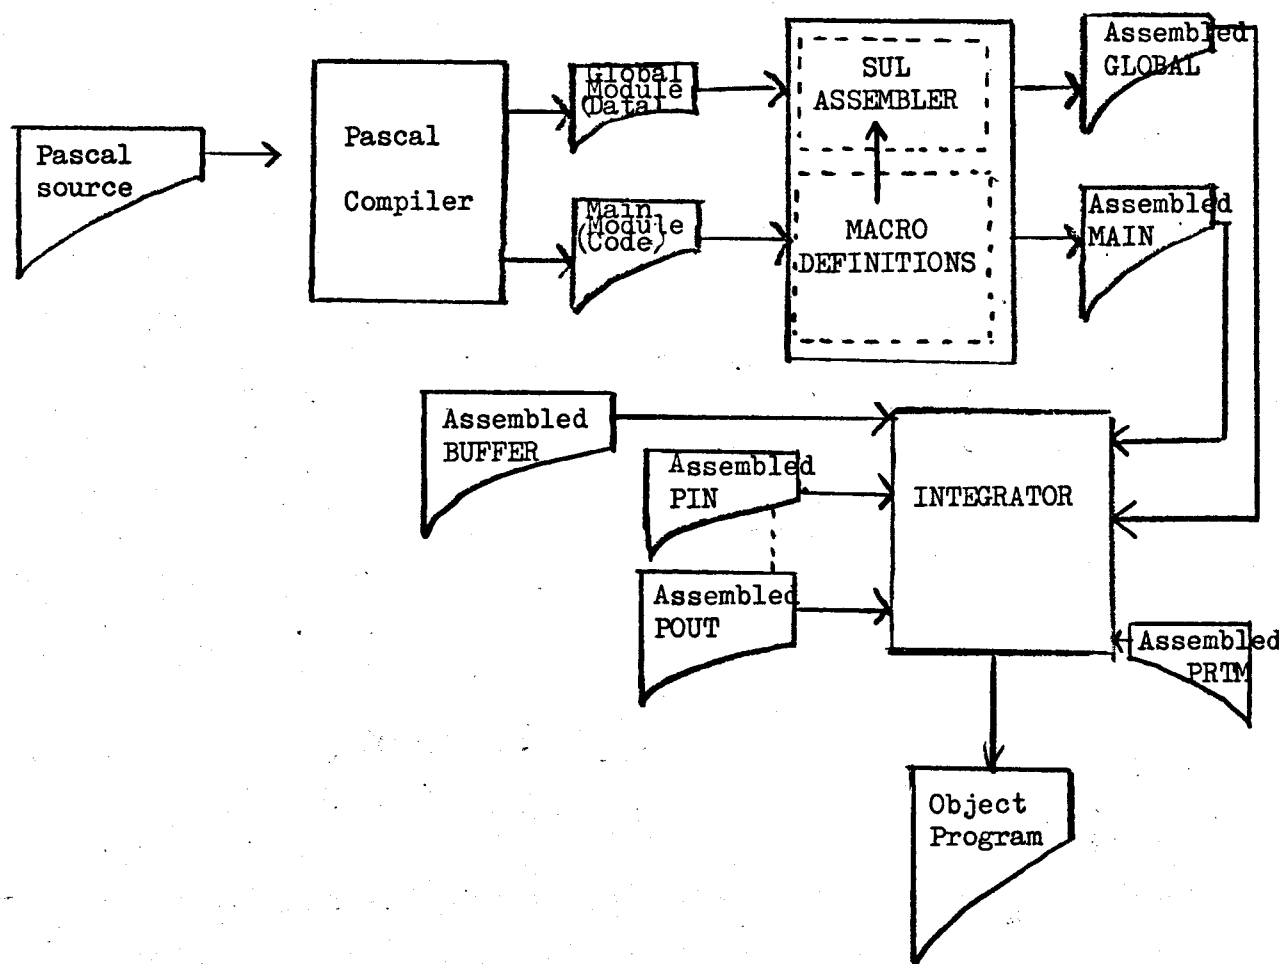 Pascal
source
Pascal
Compiler
Global
Module
(Data)
Main
Module
(Code)
SUL
ASSEMBLER
MACRO
DEFINITIONS
Assembled
GLOBAL
Assembled
MAIN
Assembled
BUFFER
Assembled
PIN
Assembled
POUT
INTEGRATOR
Assembled
PRTM
Object
Program